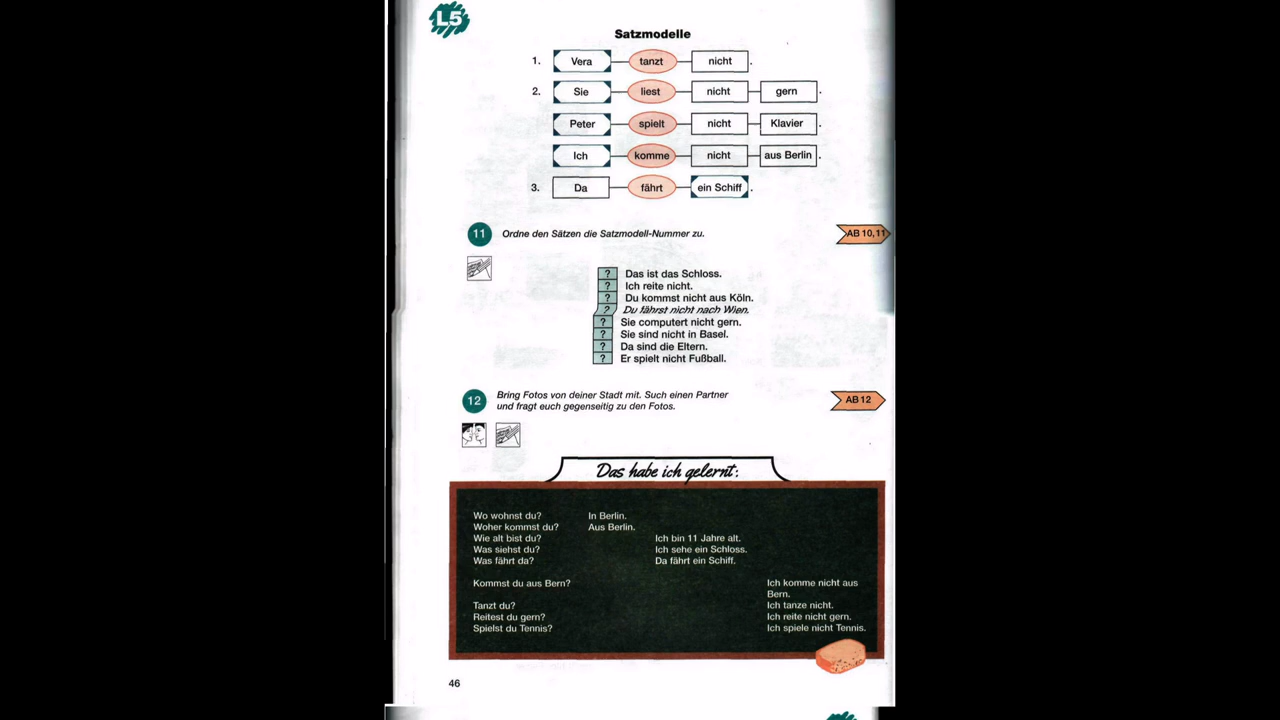 L5
Satzmodelle
1. Vera tanzt nicht .
2. Sie liest nicht gern .
Peter spielt nicht Klavier .
Ich komme nicht aus Berlin .
3. Da fährt ein Schiff .
11 Ordne den Sätzen die Satzmodell-Nummer zu. AB 10, 11
? Das ist das Schloss.
? Ich reite nicht.
? Du kommst nicht aus Köln.
? Du fährst nicht nach Wien.
? Sie computert nicht gern.
? Sie sind nicht in Basel.
? Da sind die Eltern.
? Er spielt nicht Fußball.
12 Bring Fotos von deiner Stadt mit. Such einen Partner AB 12
und fragt euch gegenseitig zu den Fotos.
Das habe ich gelernt:
Wo wohnst du? In Berlin.
Woher kommst du? Aus Berlin.
Wie alt bist du? Ich bin 11 Jahre alt.
Was siehst du? Ich sehe ein Schloss.
Was fährt da? Da fährt ein Schiff.
Kommst du aus Bern? Ich komme nicht aus
Bern.
Tanzt du? Ich tanze nicht.
Reitest du gern? Ich reite nicht gern.
Spielst du Tennis? Ich spiele nicht Tennis.
46